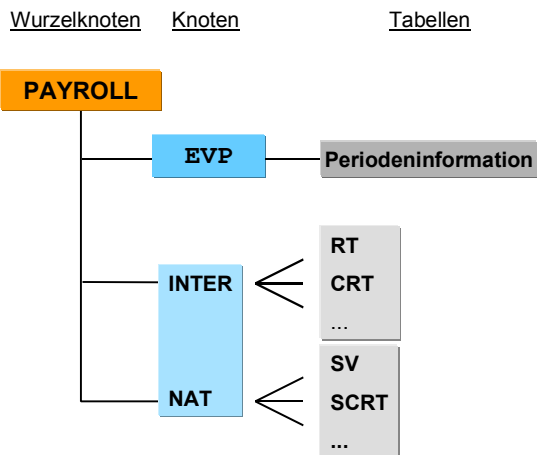 Wurzelknoten Knoten Tabellen
PAYROLL
EVP Periodeninformation
RT
INTER CRT
...
SV
NAT SCRT
...